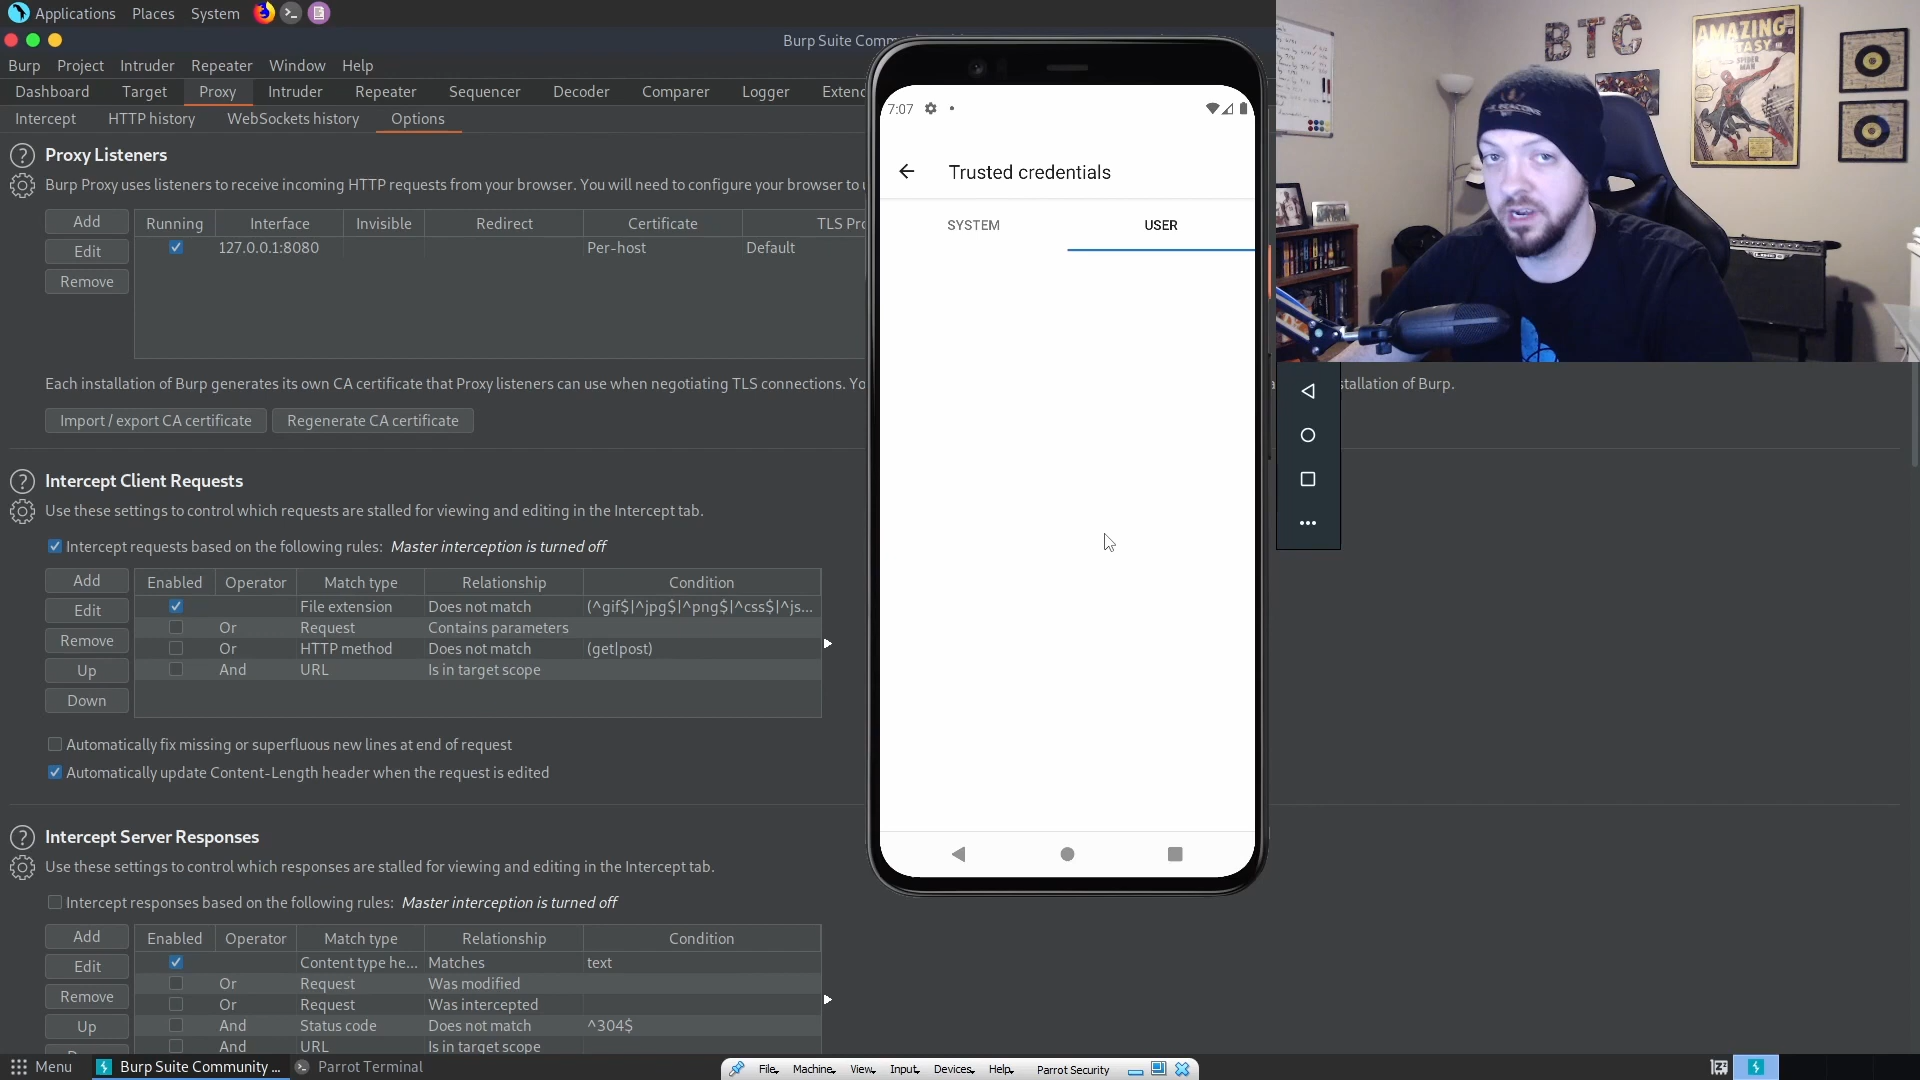 Applications Places System
Burp Suite Comm
Burp Project Intruder Repeater Window Help
Dashboard Target Proxy Intruder Repeater Sequencer Decoder Comparer Logger Extend
Intercept HTTP history WebSockets history Options
Proxy Listeners
Burp Proxy uses listeners to receive incoming HTTP requests from your browser. You will need to configure your browser to
Add Running Interface Invisible Redirect Certificate TLS Pro
Edit 127.0.0.1:8080 Per-host Default
Remove
Each installation of Burp generates its own CA certificate that Proxy listeners can use when negotiating TLS connections. Yo
stallation of Burp.
Import / export CA certificate Regenerate CA certificate
Intercept Client Requests
Use these settings to control which requests are stalled for viewing and editing in the Intercept tab.
Intercept requests based on the following rules: Master interception is turned off
Add Enabled Operator Match type Relationship Condition
Edit File extension Does not match (^gif$|^jpg$|^png$|^css$|^js...
Or Request Contains parameters
Remove Or HTTP method Does not match (get|post)
Up And URL Is in target scope
Down
Automatically fix missing or superfluous new lines at end of request
Automatically update Content-Length header when the request is edited
Intercept Server Responses
Use these settings to control which responses are stalled for viewing and editing in the Intercept tab.
Intercept responses based on the following rules: Master interception is turned off
Add Enabled Operator Match type Relationship Condition
Edit Content type he... Matches text
Or Request Was modified
Remove Or Request Was intercepted
Up And Status code Does not match ^304$
And URL Is in target scope
7:07
Trusted credentials
SYSTEM USER
BTC
AMAZING
FANTASY
SPIDER
MAN
Menu Burp Suite Community ... Parrot Terminal
File Machine View Input Devices Help Parrot Security